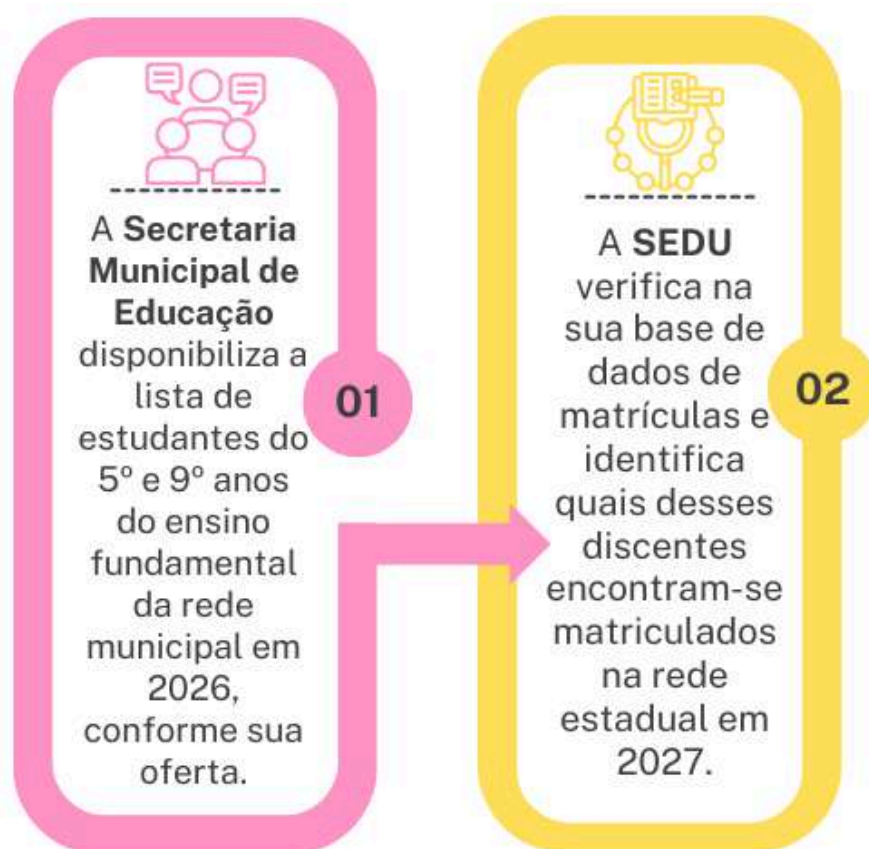 A Secretaria
Municipal de
Educação
disponibiliza a
lista de
estudantes do
5º e 9º anos
do ensino
fundamental
da rede
municipal em
2026,
conforme sua
oferta.
01
A SEDU
verifica na
sua base de
dados de
matrículas e
identifica
quais desses
discentes
encontram-se
matriculados
na rede
estadual em
2027.
02